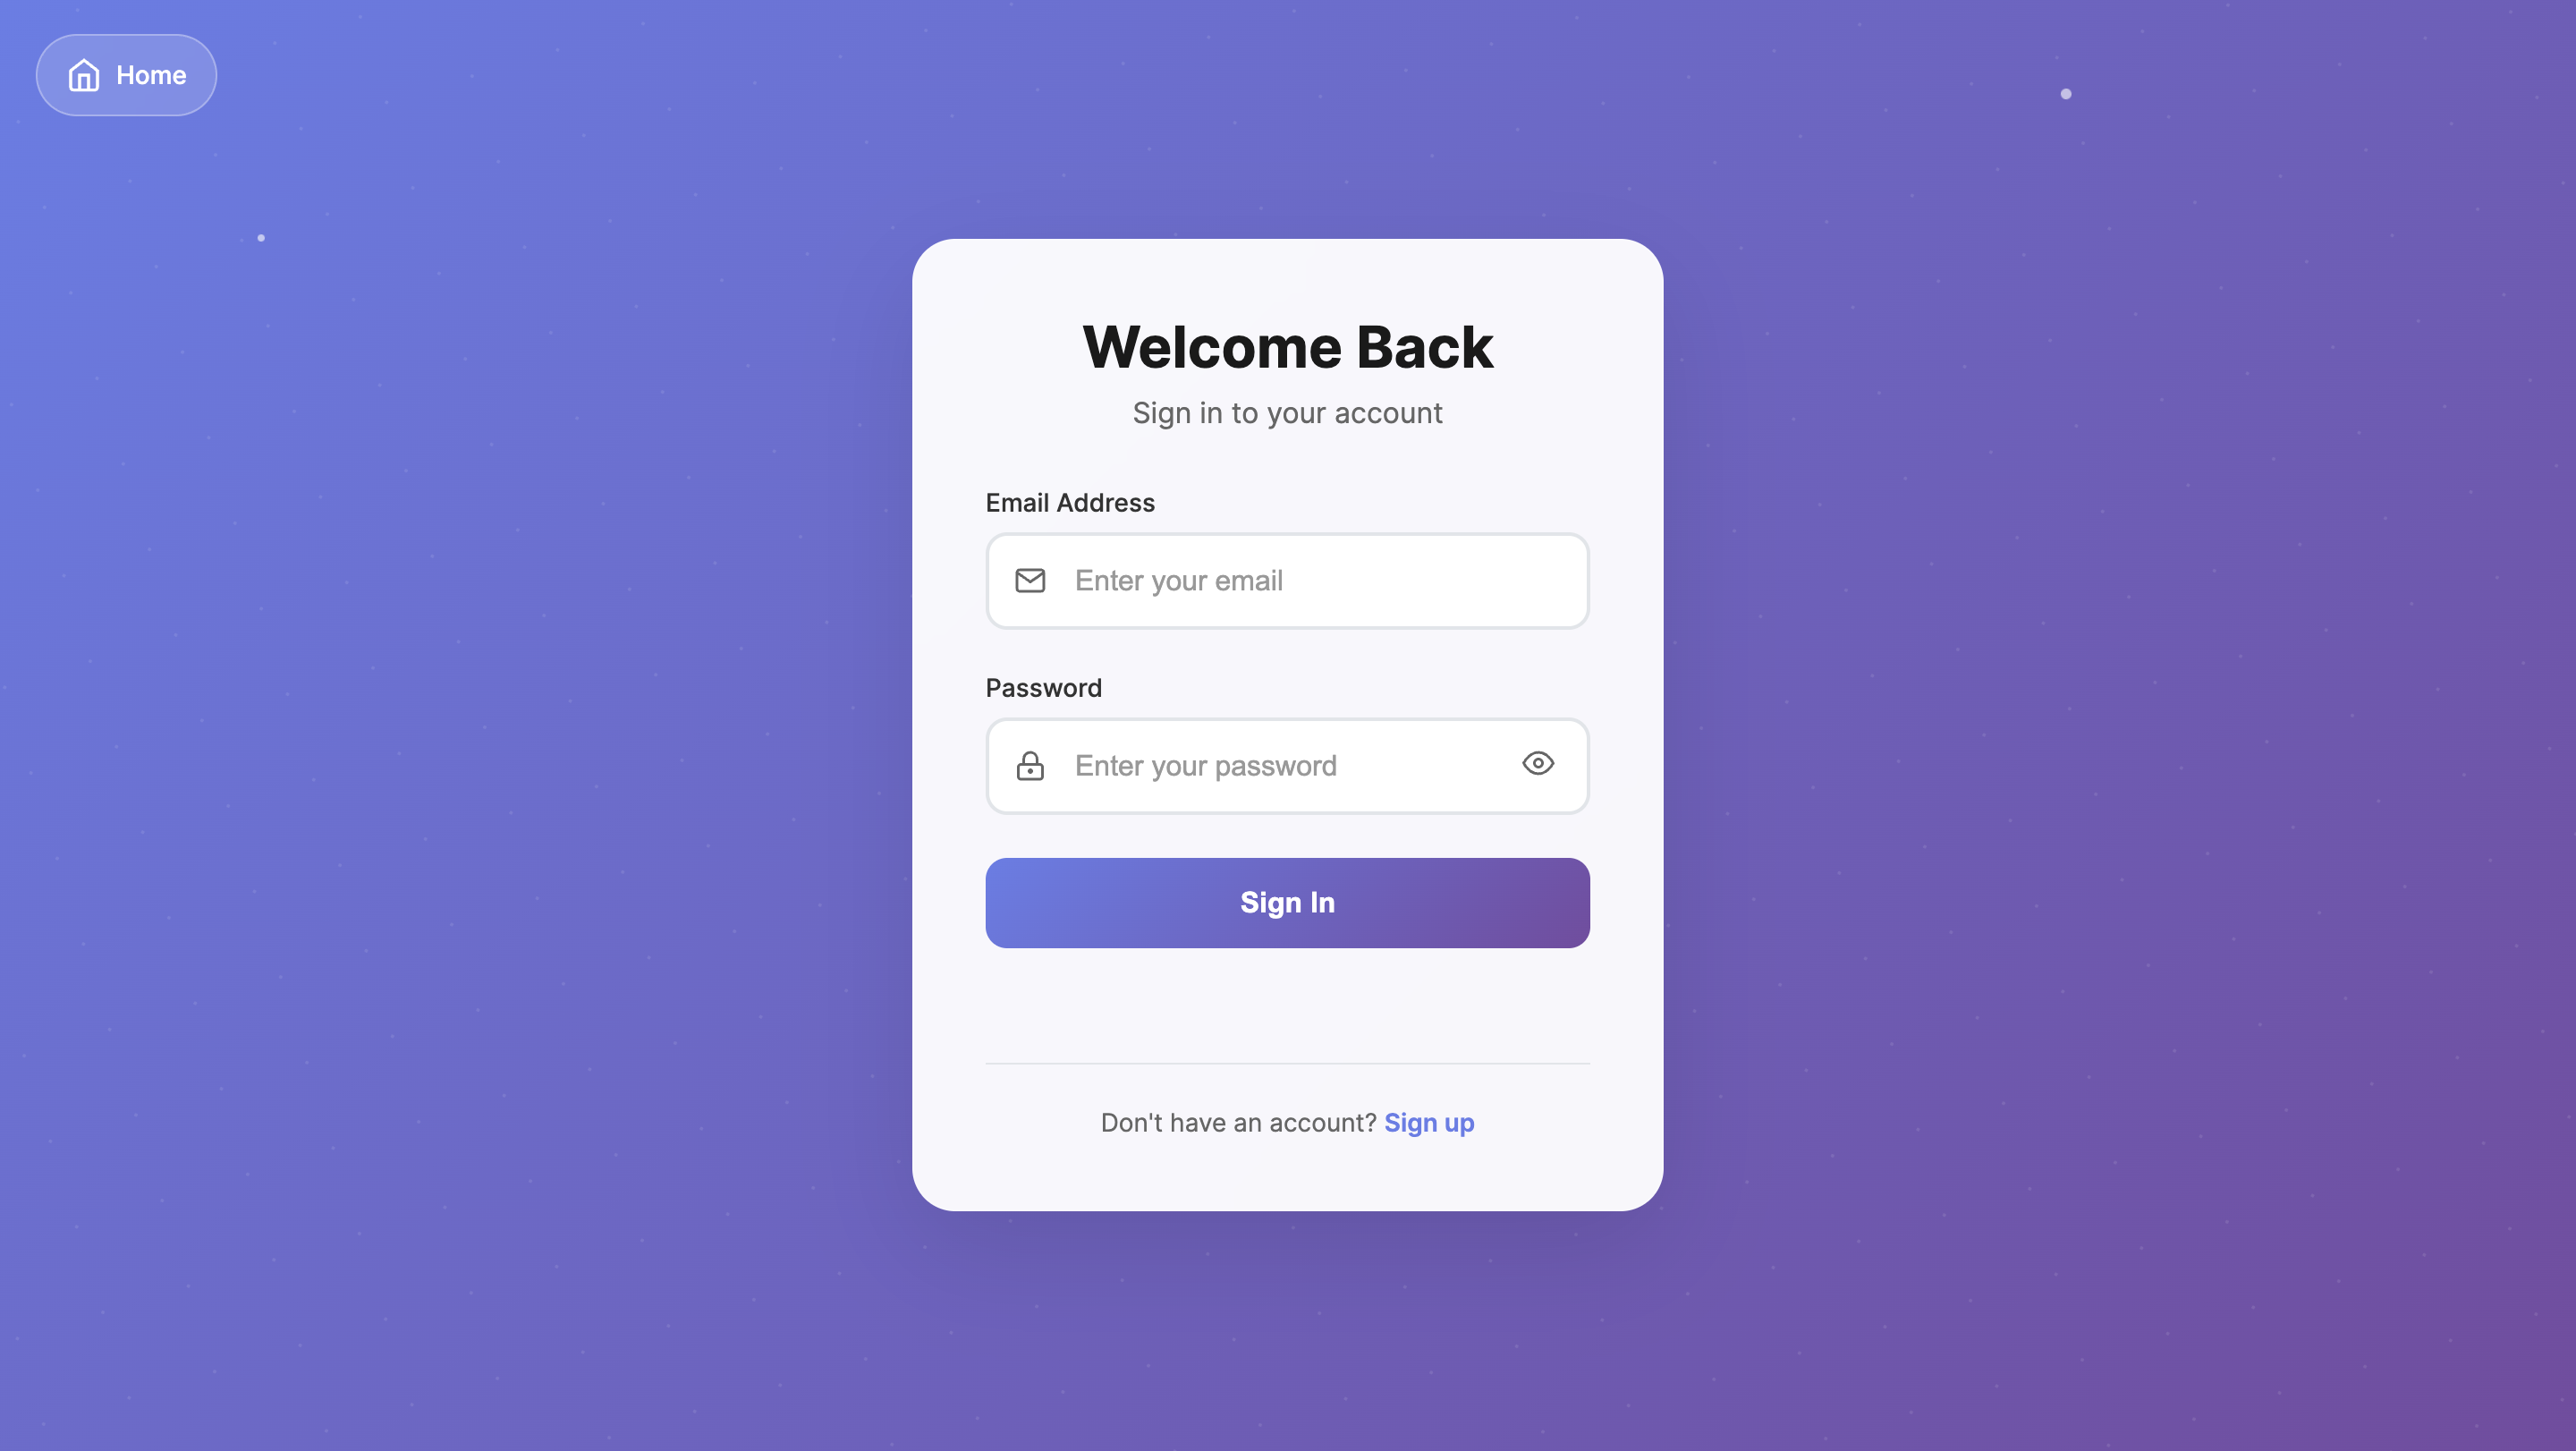 Home
Welcome Back
Sign in to your account
Email Address
Enter your email
Password
Enter your password
Sign In
Don't have an account? Sign up